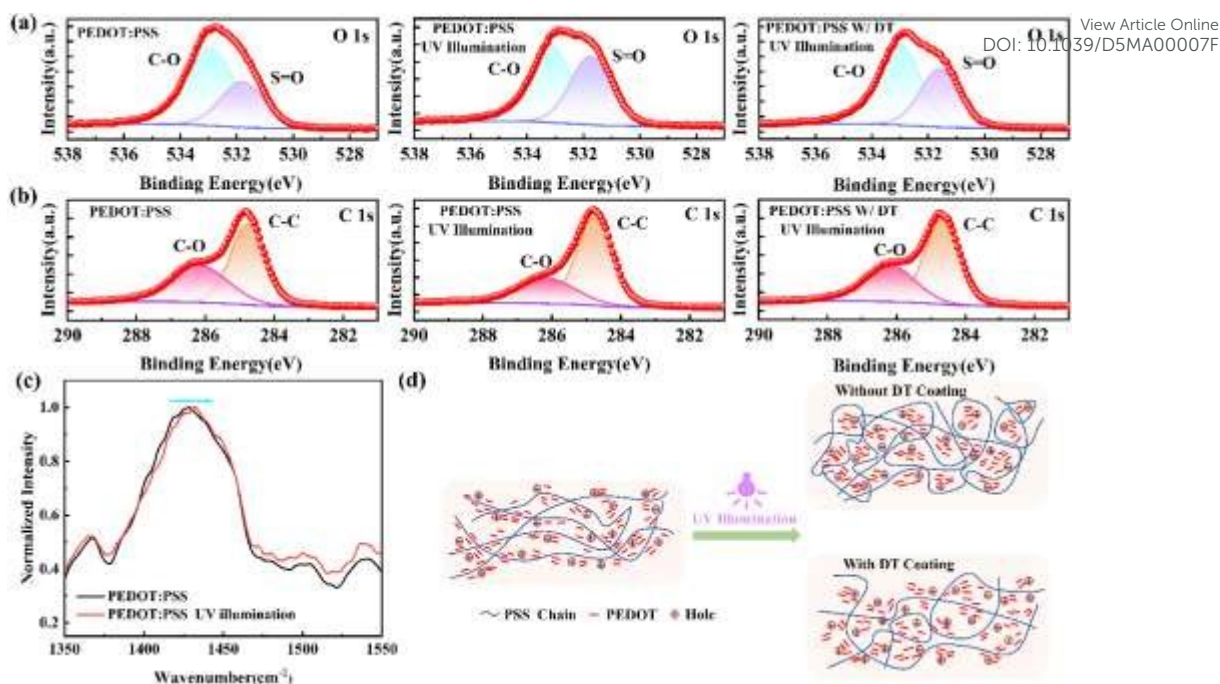 View Article Online
DOI: 10.1039/D5MA00007F
(a)
PEDOT:PSS
O 1s
C-O
S=O
Intensity(a.u.)
538 536 534 532 530 528
Binding Energy(eV)
PEDOT:PSS
UV Illumination
O 1s
C-O
S=O
Intensity(a.u.)
538 536 534 532 530 528
Binding Energy(eV)
PEDOT:PSS W/ DT
UV Illumination
O 1s
C-O
S=O
Intensity(a.u.)
538 536 534 532 530 528
Binding Energy(eV)
(b)
PEDOT:PSS
C 1s
C-O
C-C
Intensity(a.u.)
290 288 286 284 282
Binding Energy(eV)
PEDOT:PSS
UV Illumination
C 1s
C-O
C-C
Intensity(a.u.)
290 288 286 284 282
Binding Energy(eV)
PEDOT:PSS W/ DT
UV Illumination
C 1s
C-O
C-C
Intensity(a.u.)
290 288 286 284 282
Binding Energy(eV)
(c)
Normalized Intensity
1.0
0.8
0.6
0.4
0.2
PEDOT:PSS
PEDOT:PSS UV illumination
1350 1400 1450 1500 1550
Wavenumber(cm-1)
(d)
Without DT Coating
UV Illumination
With DT Coating
PSS Chain PEDOT Hole